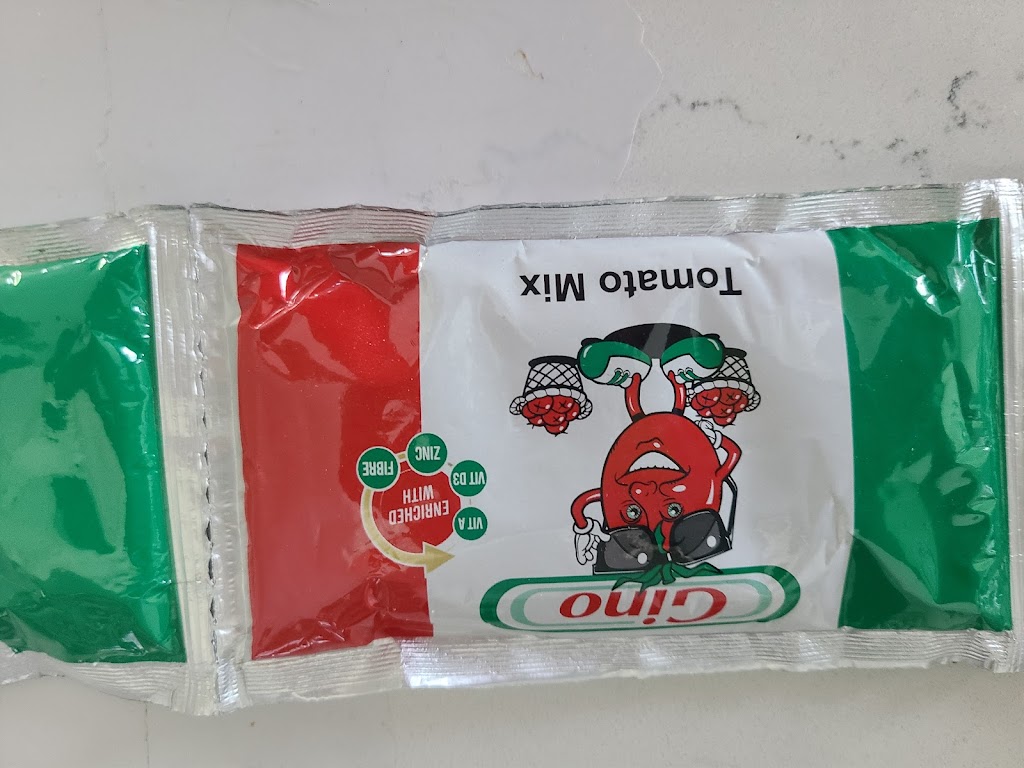 Gino
ENRICHED
WITH
VIT A
VIT D3
ZINC
FIBRE
Tomato Mix